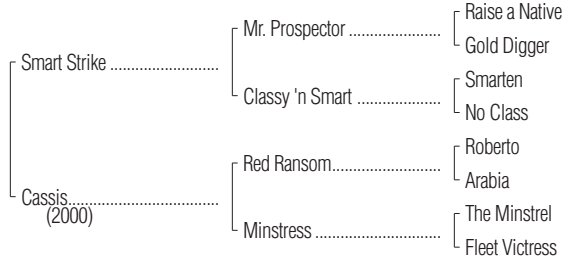 Raise a Native
Mr. Prospector
Gold Digger
Smart Strike
Smarten
Classy 'n Smart
No Class
Roberto
Red Ransom
Arabia
Cassis
(2000)
The Minstrel
Minstress
Fleet Victress